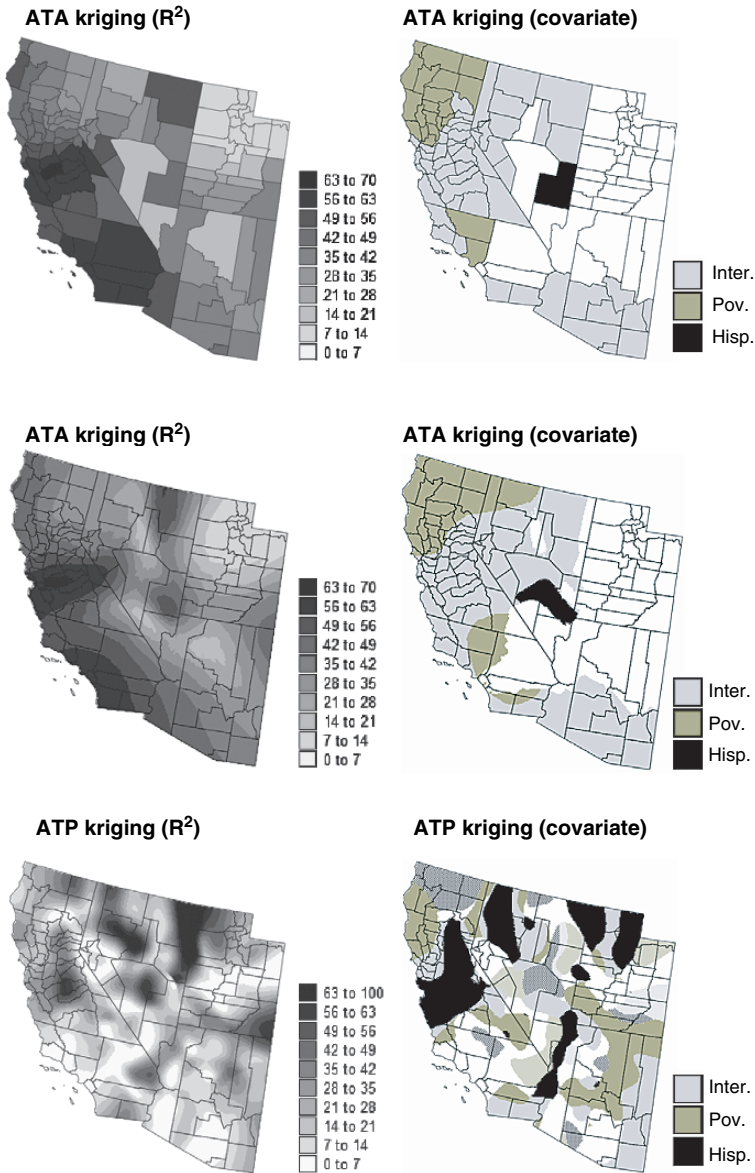 ATA kriging (R²)
ATA kriging (covariate)
63 to 70
56 to 63
49 to 56
42 to 49
35 to 42
28 to 35
21 to 28
14 to 21
7 to 14
0 to 7
Inter.
Pov.
Hisp.
ATA kriging (R²)
ATA kriging (covariate)
63 to 70
56 to 63
49 to 56
42 to 49
35 to 42
28 to 35
21 to 28
14 to 21
7 to 14
0 to 7
Inter.
Pov.
Hisp.
ATP kriging (R²)
ATP kriging (covariate)
63 to 100
56 to 63
49 to 56
42 to 49
35 to 42
28 to 35
21 to 28
14 to 21
7 to 14
0 to 7
Inter.
Pov.
Hisp.